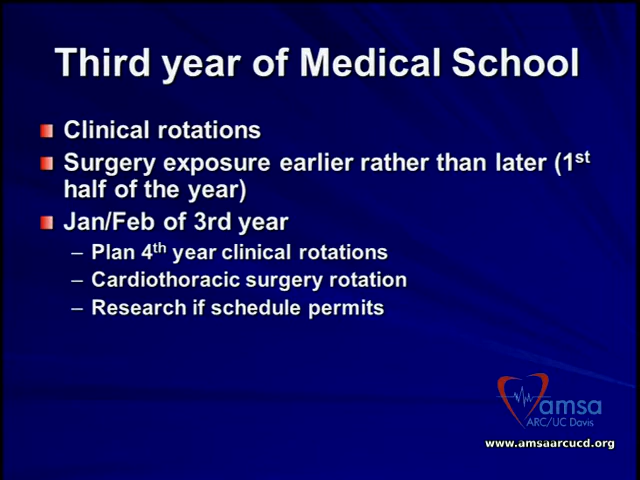 Third year of Medical School
Clinical rotations
Surgery exposure earlier rather than later (1st
half of the year)
Jan/Feb of 3rd year
– Plan 4th year clinical rotations
– Cardiothoracic surgery rotation
– Research if schedule permits
amsa
ARC/UC Davis
www.amsaarcucd.org